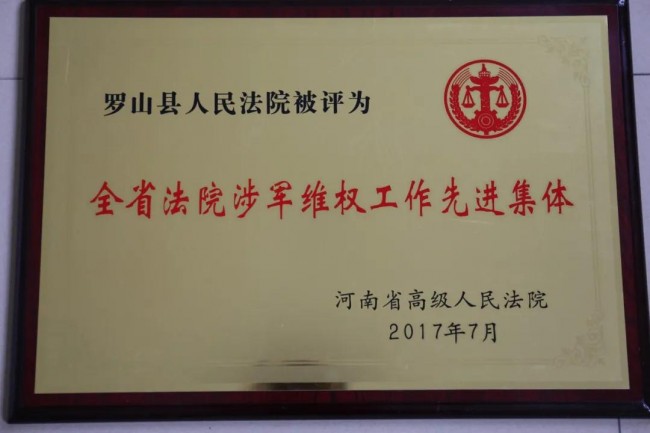 罗山县人民法院被评为
全省法院涉军维权工作先进集体
河南省高级人民法院
2017年7月